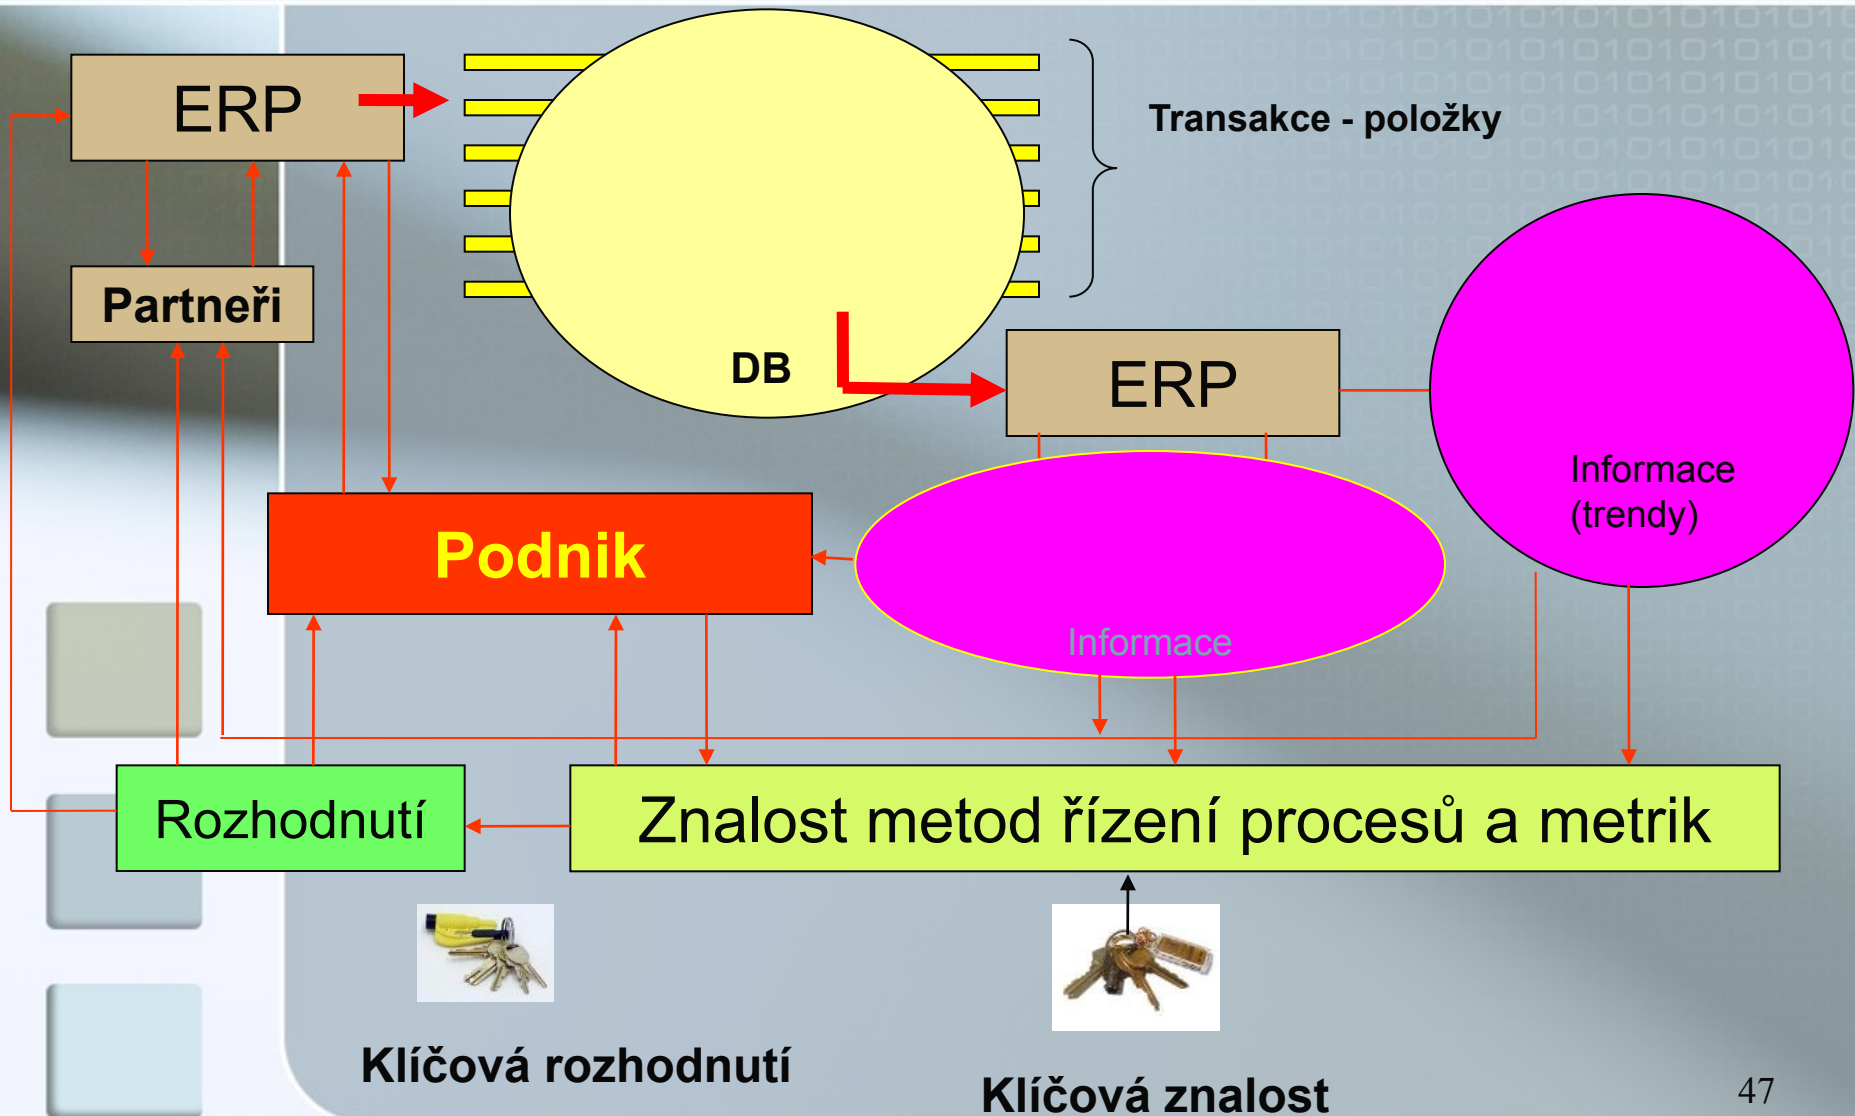 ERP
Transakce - položky
Partneři
DB
ERP
Informace
(trendy)
Podnik
Informace
Rozhodnutí
Znalost metod řízení procesů a metrik
Klíčová rozhodnutí
Klíčová znalost
47